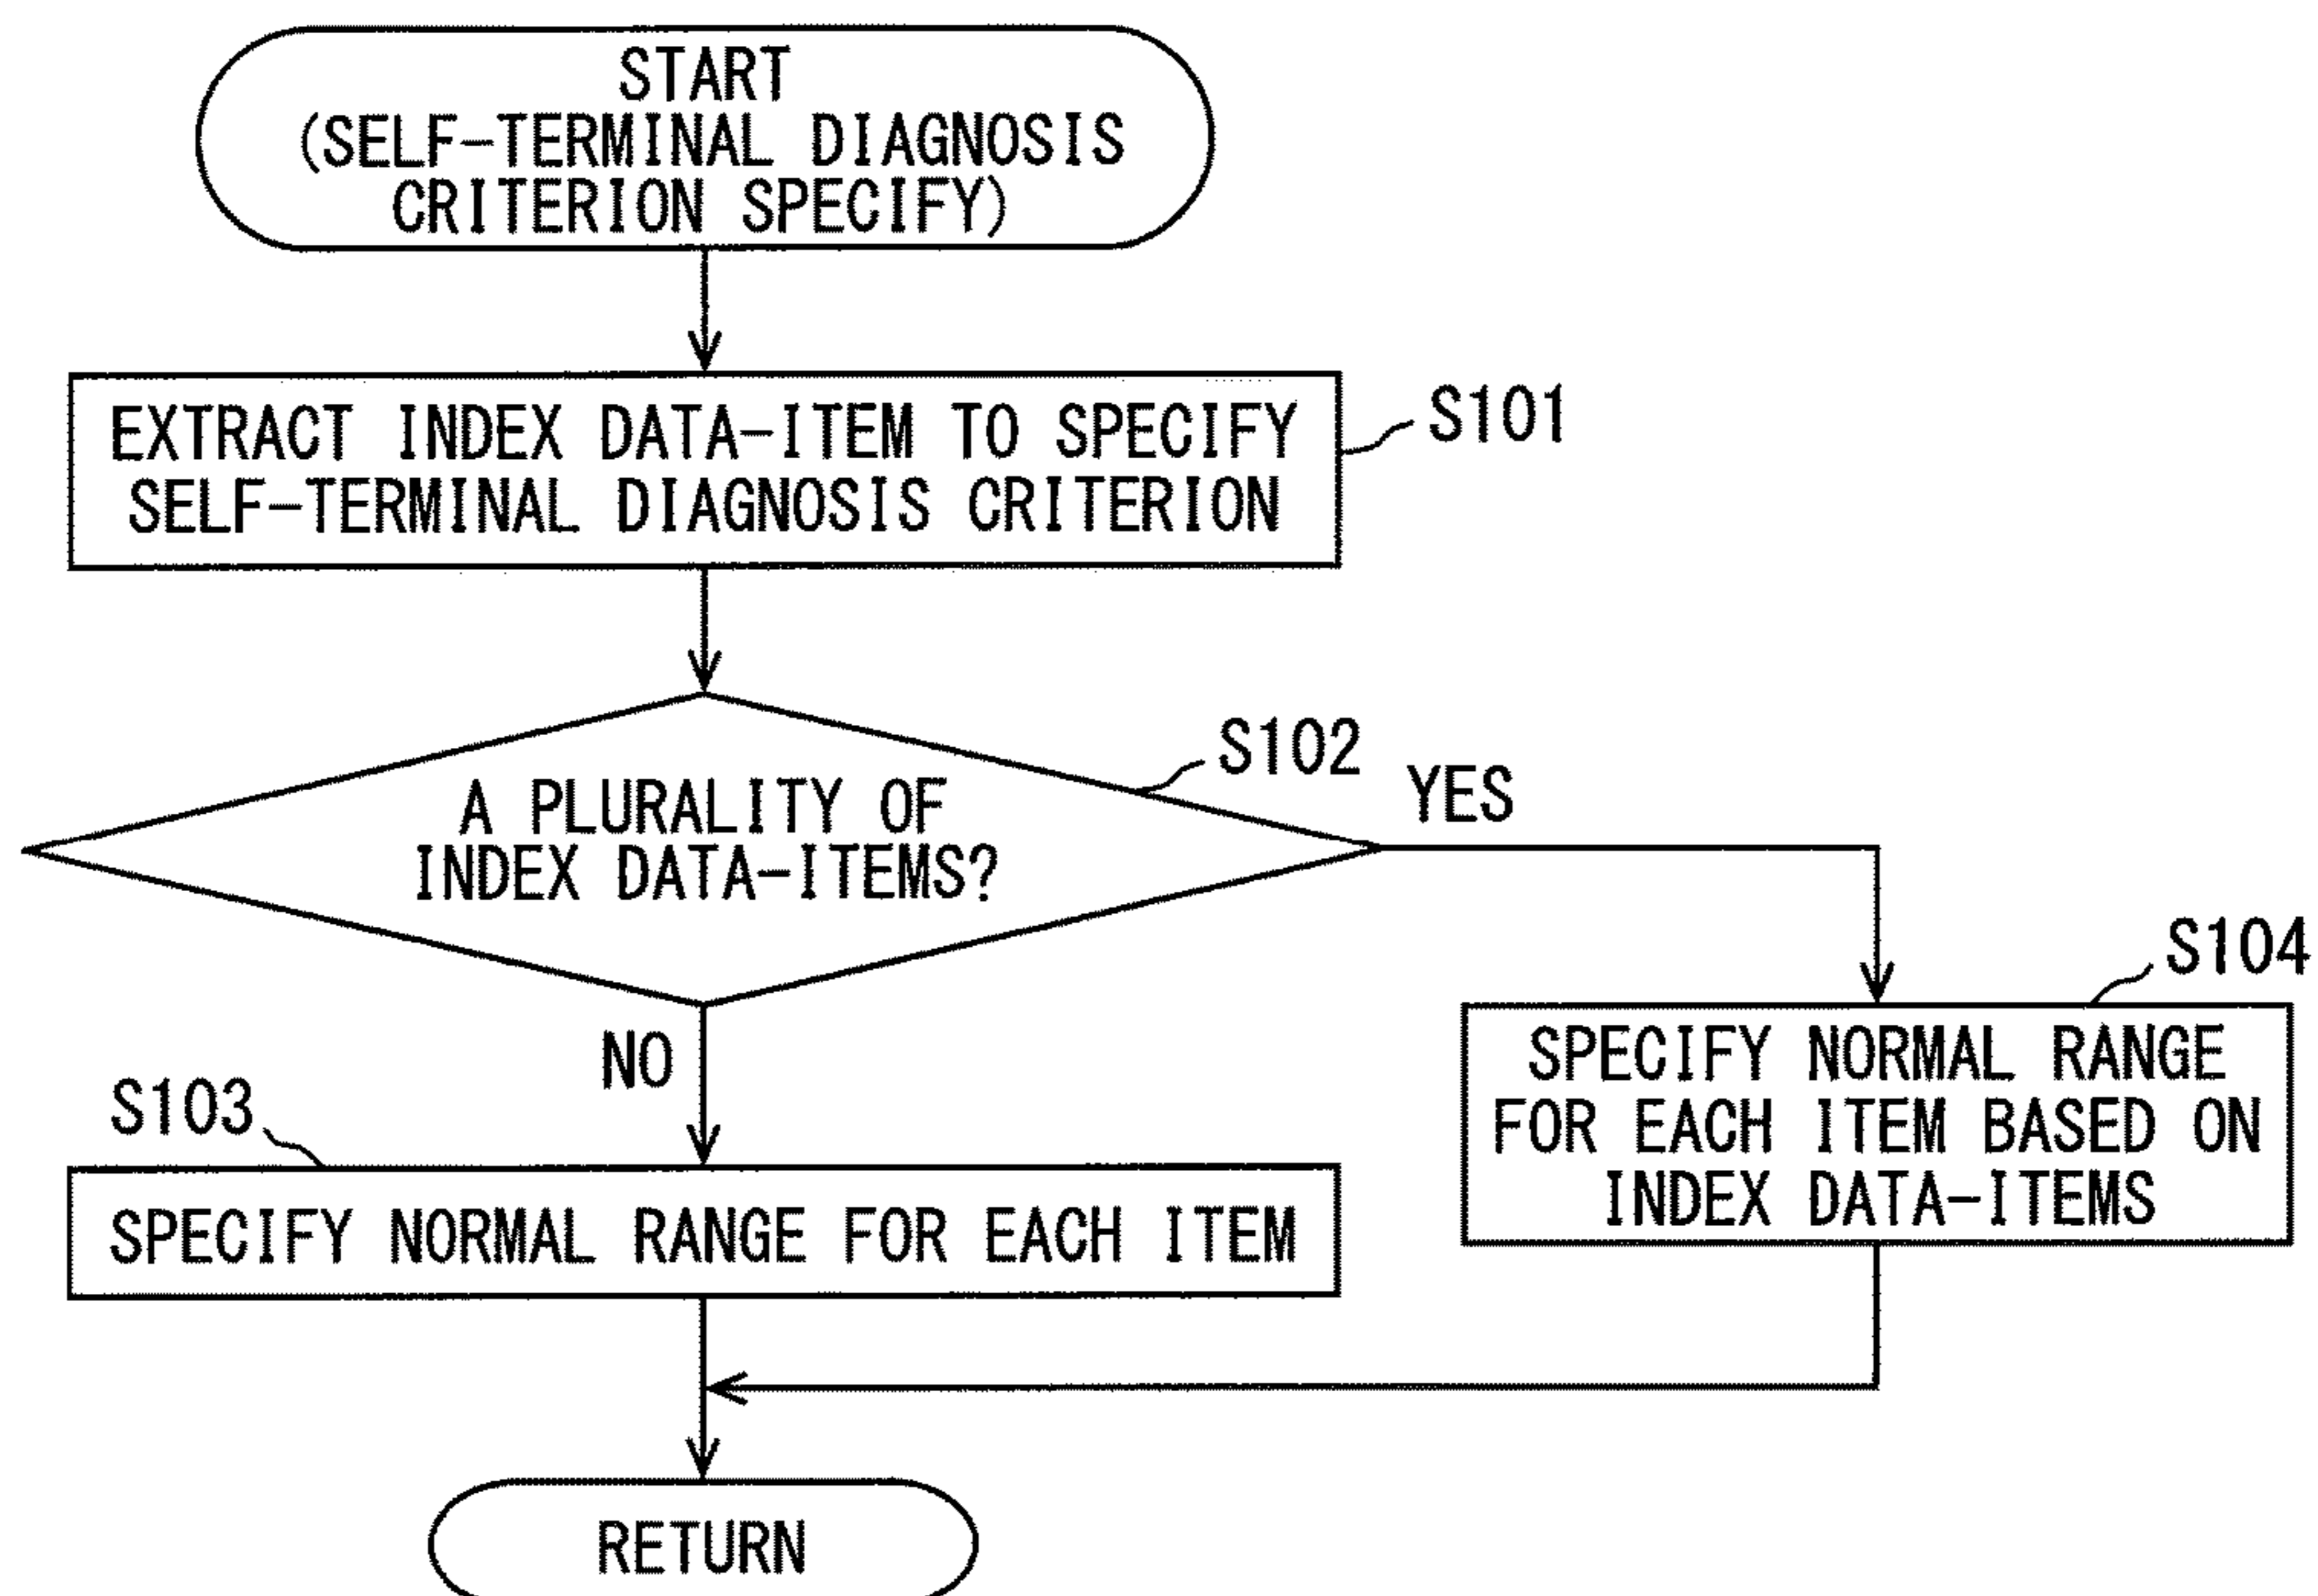 START
(SELF-TERMINAL DIAGNOSIS
CRITERION SPECIFY)
EXTRACT INDEX DATA-ITEM TO SPECIFY
SELF-TERMINAL DIAGNOSIS CRITERION
S101
A PLURALITY OF
INDEX DATA-ITEMS?
S102
YES
NO
S103
SPECIFY NORMAL RANGE FOR EACH ITEM
S104
SPECIFY NORMAL RANGE
FOR EACH ITEM BASED ON
INDEX DATA-ITEMS
RETURN